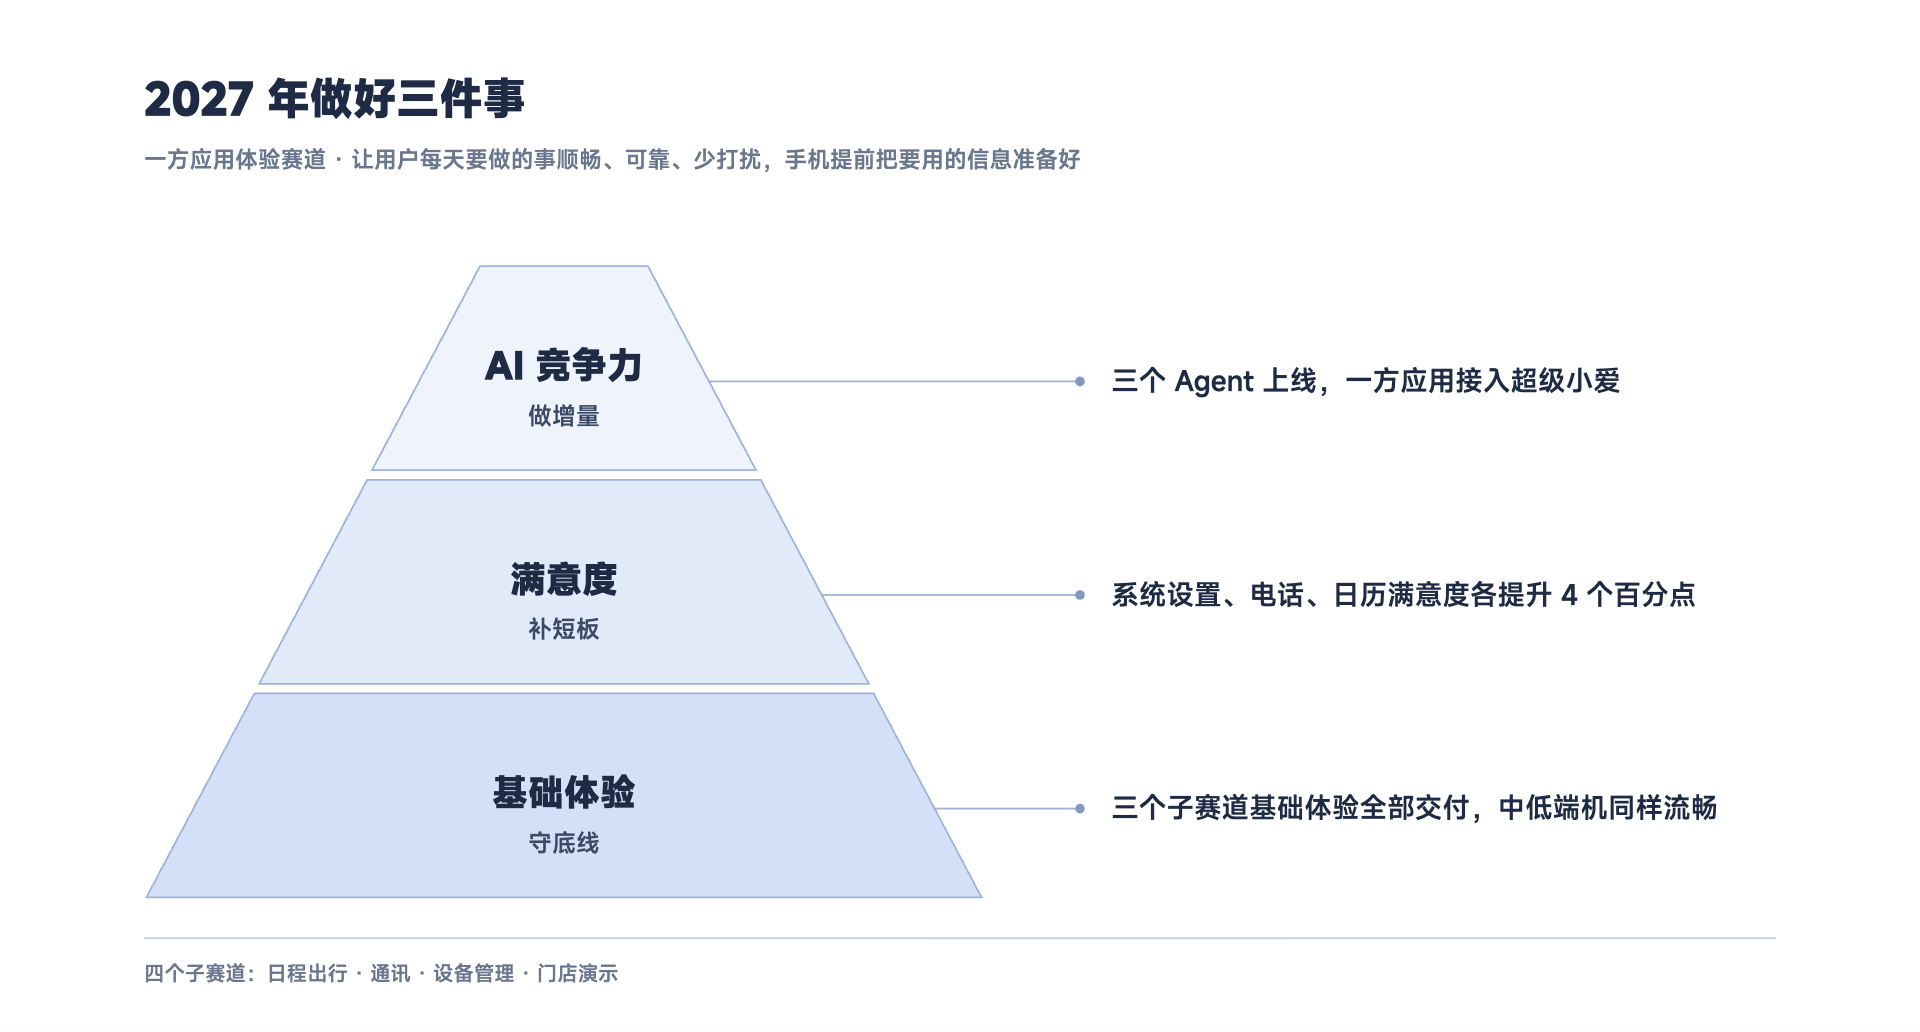 2027 年做好三件事
一方应用体验赛道 · 让用户每天要做的事顺畅、可靠、少打扰，手机提前把要用的信息准备好
AI 竞争力
做增量
三个 Agent 上线，一方应用接入超级小爱
满意度
补短板
系统设置、电话、日历满意度各提升 4 个百分点
基础体验
守底线
三个子赛道基础体验全部交付，中低端机同样流畅
四个子赛道：日程出行 · 通讯 · 设备管理 · 门店演示